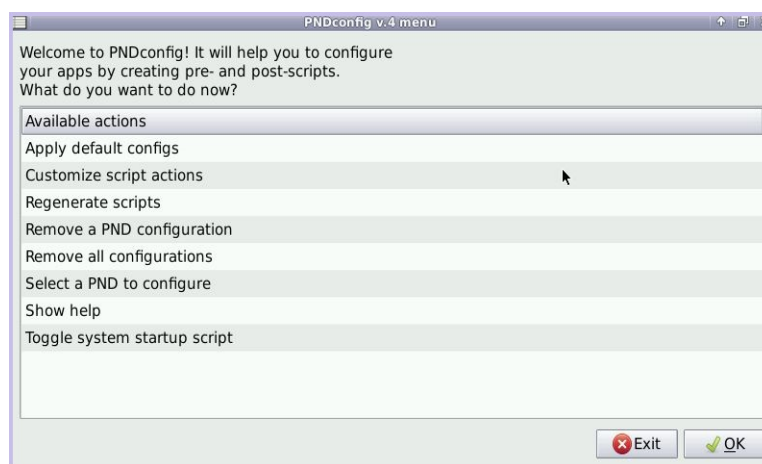 PNDconfig v.4 menu
Welcome to PNDconfig! It will help you to configure
your apps by creating pre- and post-scripts.
What do you want to do now?
Available actions
Apply default configs
Customize script actions
Regenerate scripts
Remove a PND configuration
Remove all configurations
Select a PND to configure
Show help
Toggle system startup script
Exit
OK